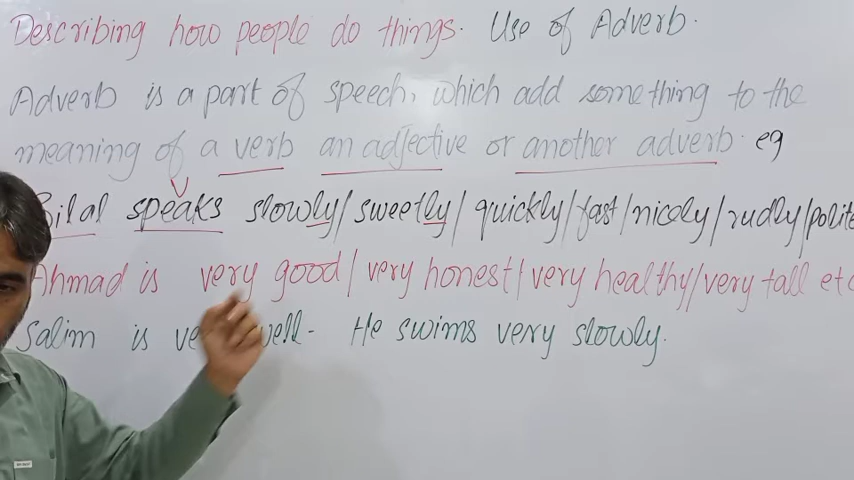 Describing how people do things. Use of Adverb.
Adverb is a part of speech, which add something to the
meaning of a verb an adjective or another adverb. eg
Bilal speaks slowly/sweetly/quickly/fast/nicely/rudly/polite
Ahmad is very good/very honest/very healthy/very tall etc
Salim is very well. He swims very slowly.